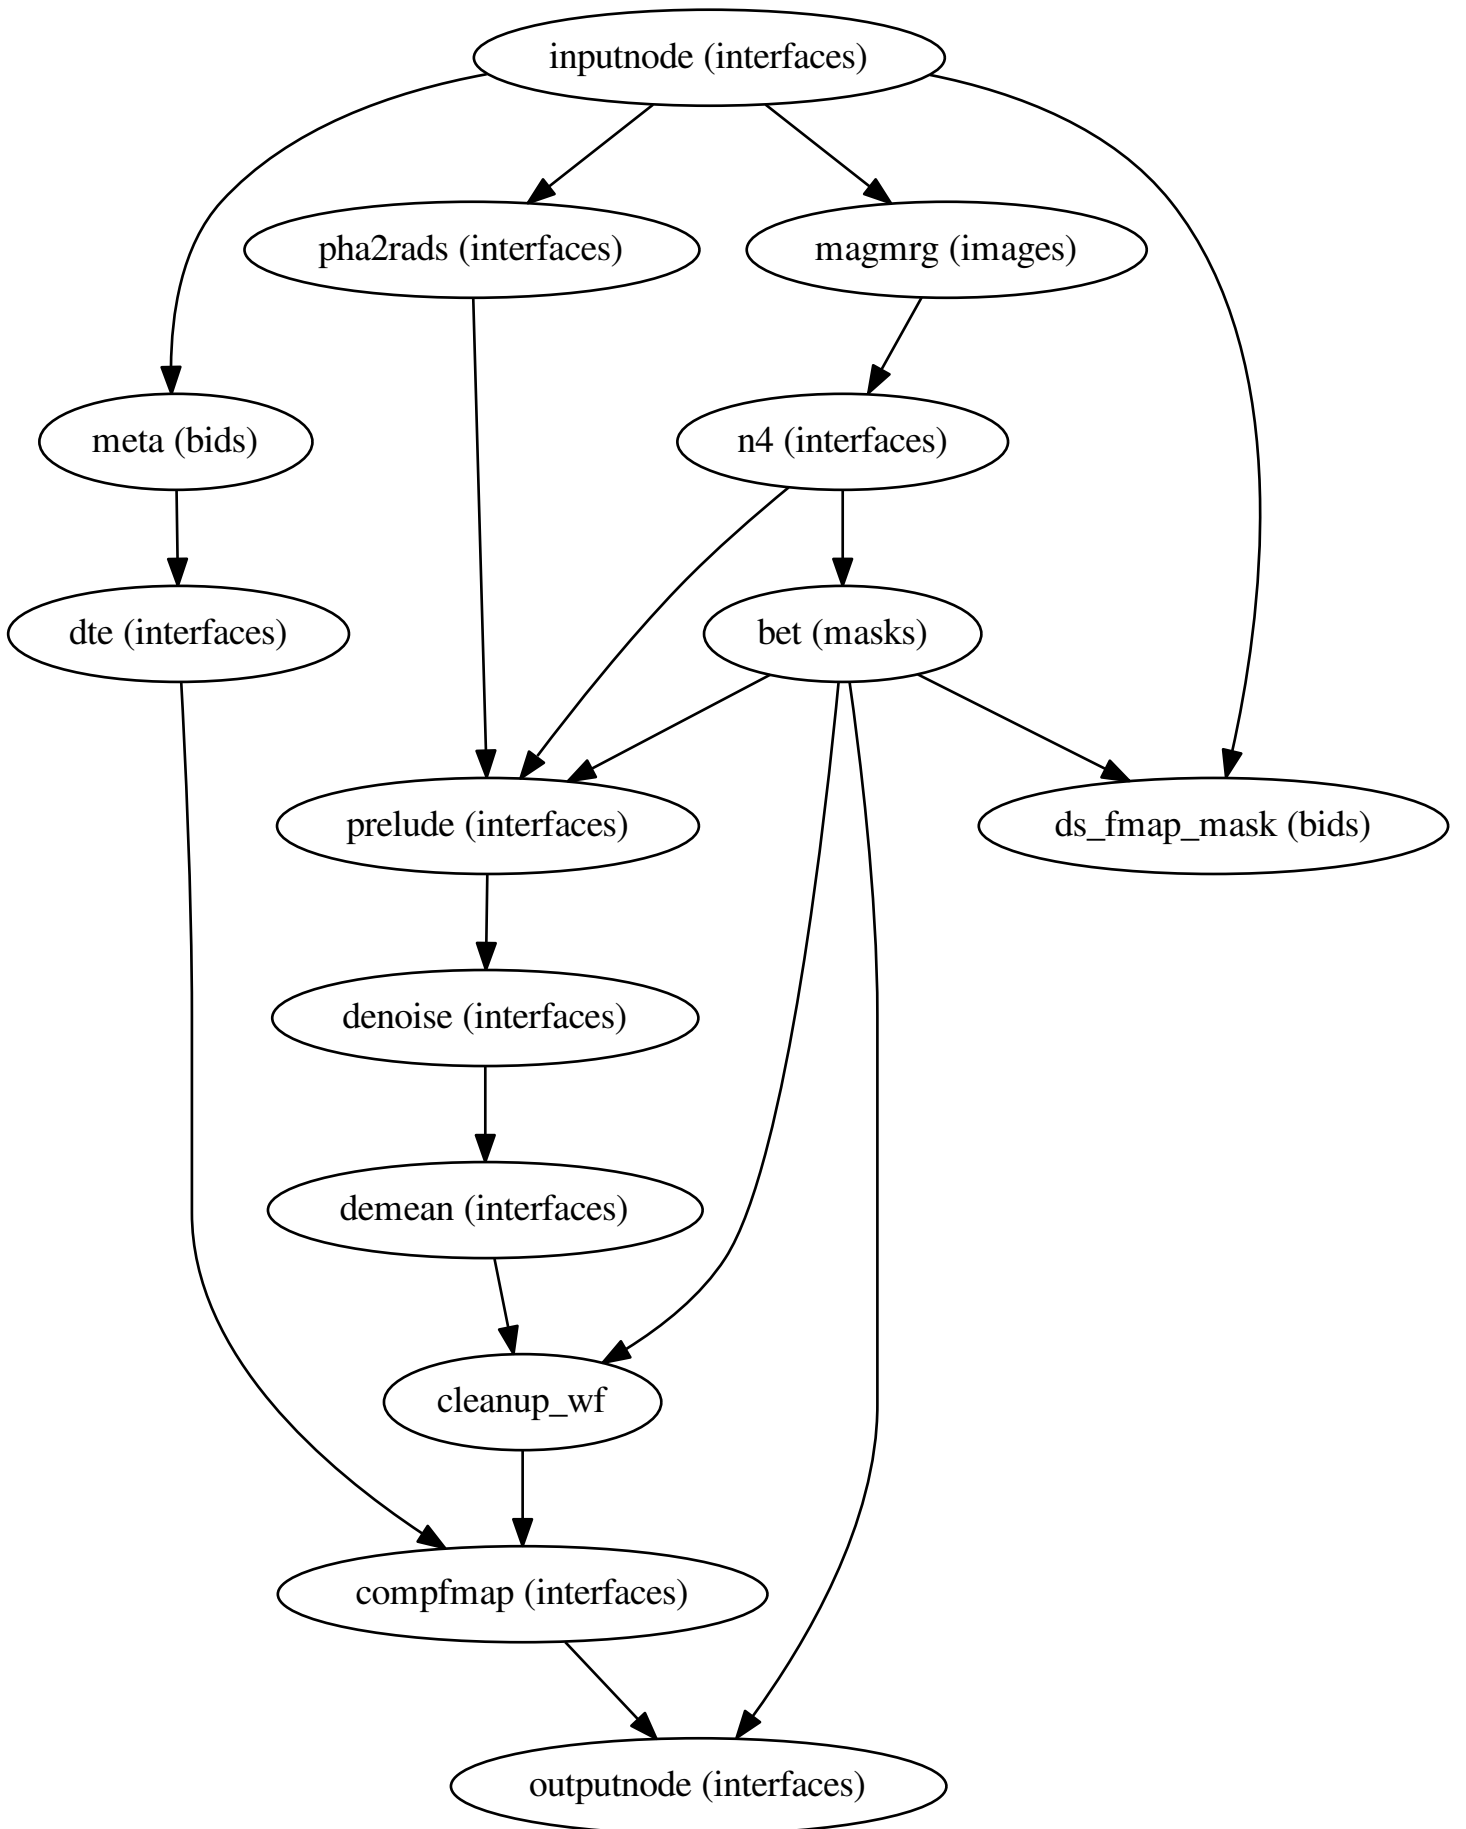 inputnode (interfaces)
pha2rads (interfaces)
magmrg (images)
meta (bids)
n4 (interfaces)
dte (interfaces)
bet (masks)
prelude (interfaces)
ds_fmap_mask (bids)
denoise (interfaces)
demean (interfaces)
cleanup_wf
compfmap (interfaces)
outputnode (interfaces)